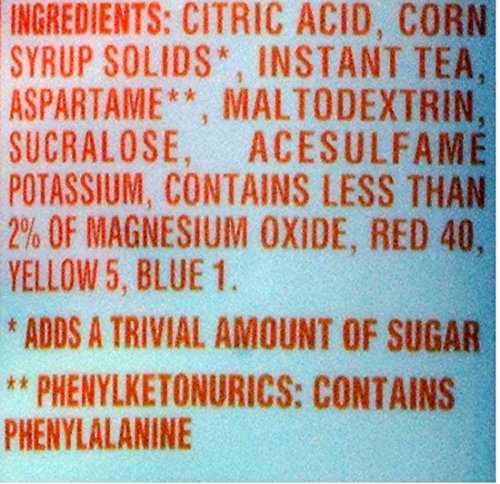 INGREDIENTS: CITRIC ACID, CORN
SYRUP SOLIDS*, INSTANT TEA,
ASPARTAME**, MALTODEXTRIN,
SUCRALOSE, ACESULFAME
POTASSIUM, CONTAINS LESS THAN
2% OF MAGNESIUM OXIDE, RED 40,
YELLOW 5, BLUE 1.
* ADDS A TRIVIAL AMOUNT OF SUGAR
** PHENYLKETONURICS: CONTAINS
PHENYLALANINE